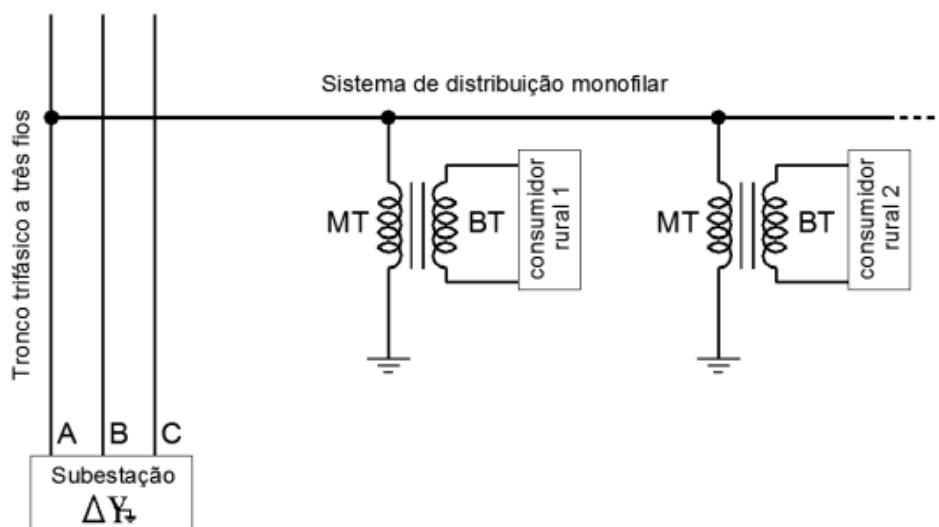 Sistema de distribuição monofilar
Tronco trifásico a três fios
MT
BT
consumidor
rural 1
MT
BT
consumidor
rural 2
A B C
Subestação
ΔY